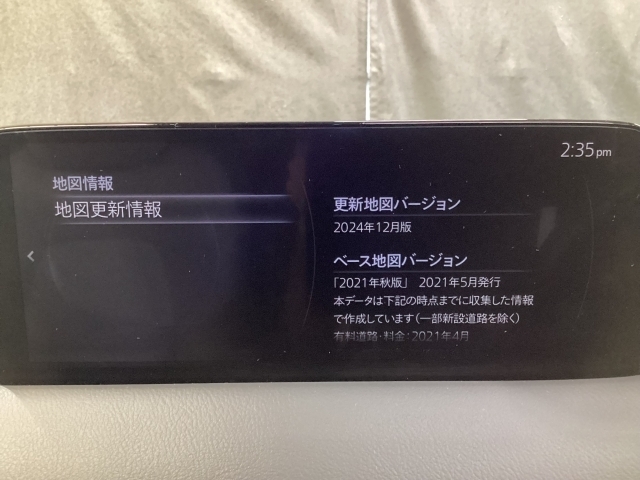 2:35pm
地図情報
地図更新情報
更新地図バージョン
2024年12月版
ベース地図バージョン
「2021年秋版」 2021年5月発行
本データは下記の時点までに収集した情報
で作成しています(一部新設道路を除く)
有料道路・料金:2021年4月